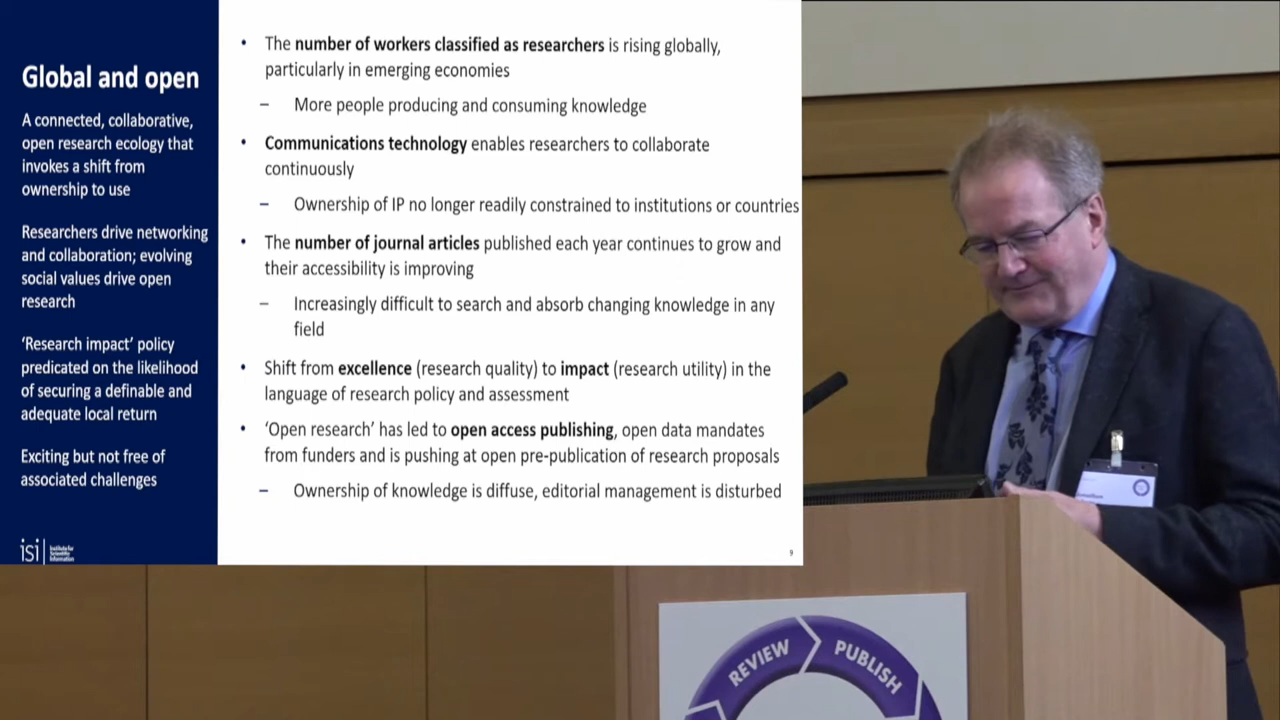 Global and open
A connected, collaborative,
open research ecology that
invokes a shift from
ownership to use
Researchers drive networking
and collaboration; evolving
social values drive open
research
‘Research impact’ policy
predicated on the likelihood
of securing a definable and
adequate local return
Exciting but not free of
associated challenges
isi
Institute for
Scientific
Information
• The number of workers classified as researchers is rising globally,
particularly in emerging economies
– More people producing and consuming knowledge
• Communications technology enables researchers to collaborate
continuously
– Ownership of IP no longer readily constrained to institutions or countries
• The number of journal articles published each year continues to grow and
their accessibility is improving
– Increasingly difficult to search and absorb changing knowledge in any
field
• Shift from excellence (research quality) to impact (research utility) in the
language of research policy and assessment
• ‘Open research’ has led to open access publishing, open data mandates
from funders and is pushing at open pre-publication of research proposals
– Ownership of knowledge is diffuse, editorial management is disturbed
9
REVIEW
PUBLISH